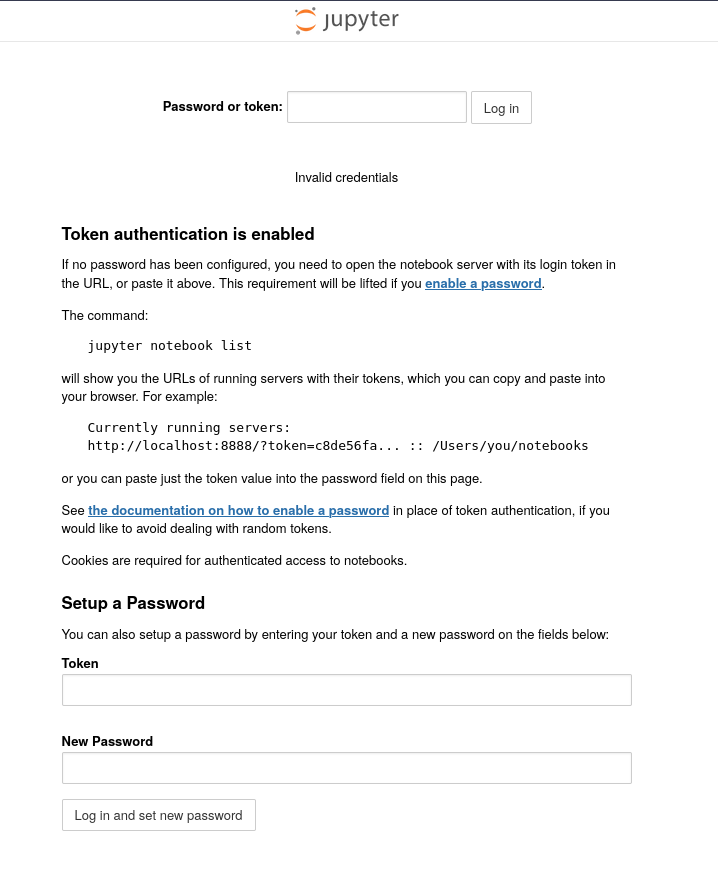 jupyter
Password or token: Log in
Invalid credentials
Token authentication is enabled
If no password has been configured, you need to open the notebook server with its login token in
the URL, or paste it above. This requirement will be lifted if you enable a password.
The command:
jupyter notebook list
will show you the URLs of running servers with their tokens, which you can copy and paste into
your browser. For example:
Currently running servers:
http://localhost:8888/?token=c8de56fa... :: /Users/you/notebooks
or you can paste just the token value into the password field on this page.
See the documentation on how to enable a password in place of token authentication, if you
would like to avoid dealing with random tokens.
Cookies are required for authenticated access to notebooks.
Setup a Password
You can also setup a password by entering your token and a new password on the fields below:
Token
New Password
Log in and set new password